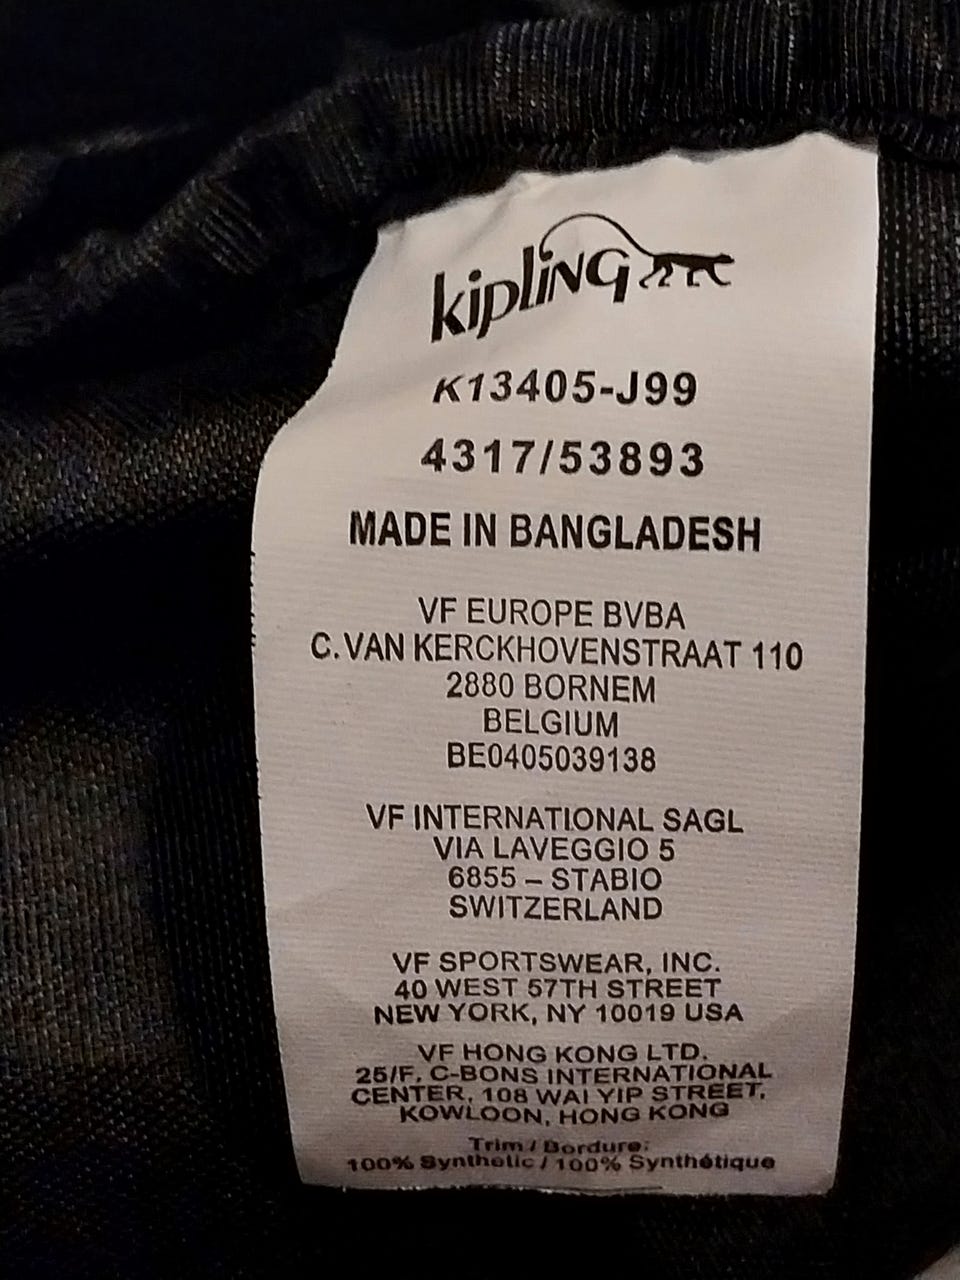 kipling
K13405-J99
4317/53893
MADE IN BANGLADESH
VF EUROPE BVBA
C.VAN KERCKHOVENSTRAAT 110
2880 BORNEM
BELGIUM
BE0405039138
VF INTERNATIONAL SAGL
VIA LAVEGGIO 5
6855 – STABIO
SWITZERLAND
VF SPORTSWEAR, INC.
40 WEST 57TH STREET
NEW YORK, NY 10019 USA
VF HONG KONG LTD.
25/F, C-BONS INTERNATIONAL
CENTER, 108 WAI YIP STREET,
KOWLOON, HONG KONG
Trim / Bordure:
100% Synthetic / 100% Synthétique